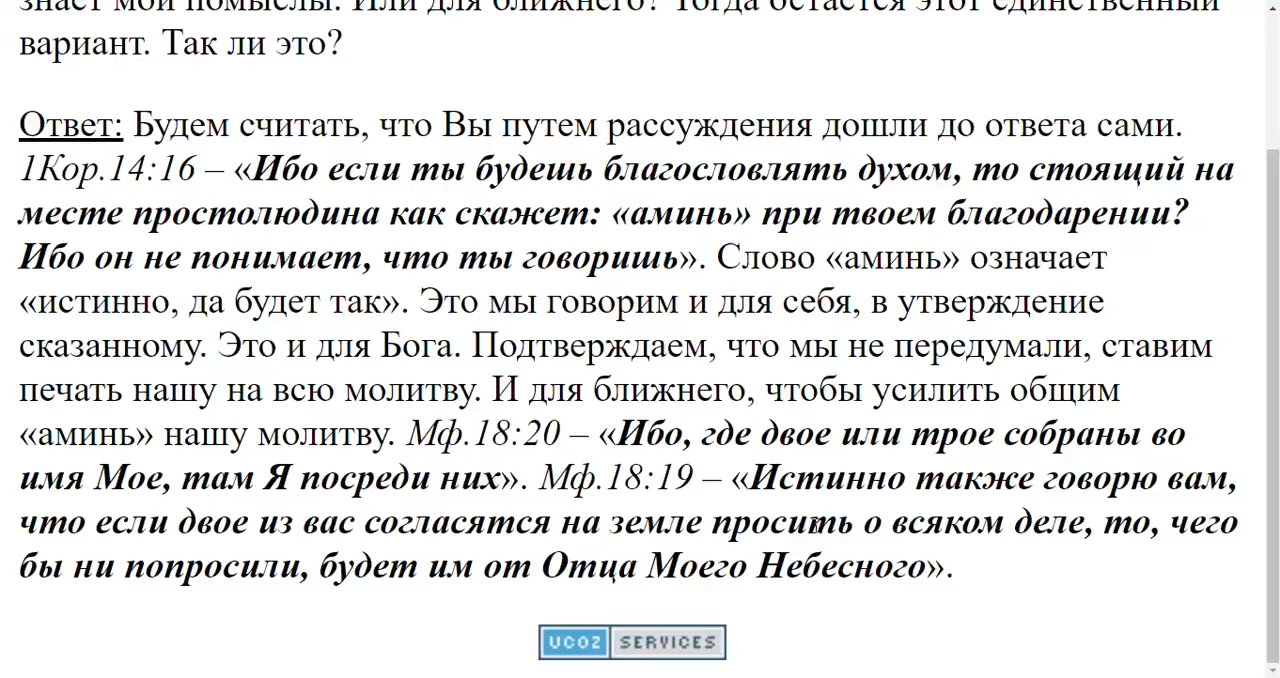 знает мои помыслы. Или для ближнего? Тогда остается этот единственный
вариант. Так ли это?
Ответ: Будем считать, что Вы путем рассуждения дошли до ответа сами.
1Кор.14:16 – «Ибо если ты будешь благословлять духом, то стоящий на
месте простолюдина как скажет: «аминь» при твоем благодарении?
Ибо он не понимает, что ты говоришь». Слово «аминь» означает
«истинно, да будет так». Это мы говорим и для себя, в утверждение
сказанному. Это и для Бога. Подтверждаем, что мы не передумали, ставим
печать нашу на всю молитву. И для ближнего, чтобы усилить общим
«аминь» нашу молитву. Мф.18:20 – «Ибо, где двое или трое собраны во
имя Мое, там Я посреди них». Мф.18:19 – «Истинно также говорю вам,
что если двое из вас согласятся на земле просить о всяком деле, то, чего
бы ни попросили, будет им от Отца Моего Небесного».
UCOZ SERVICES